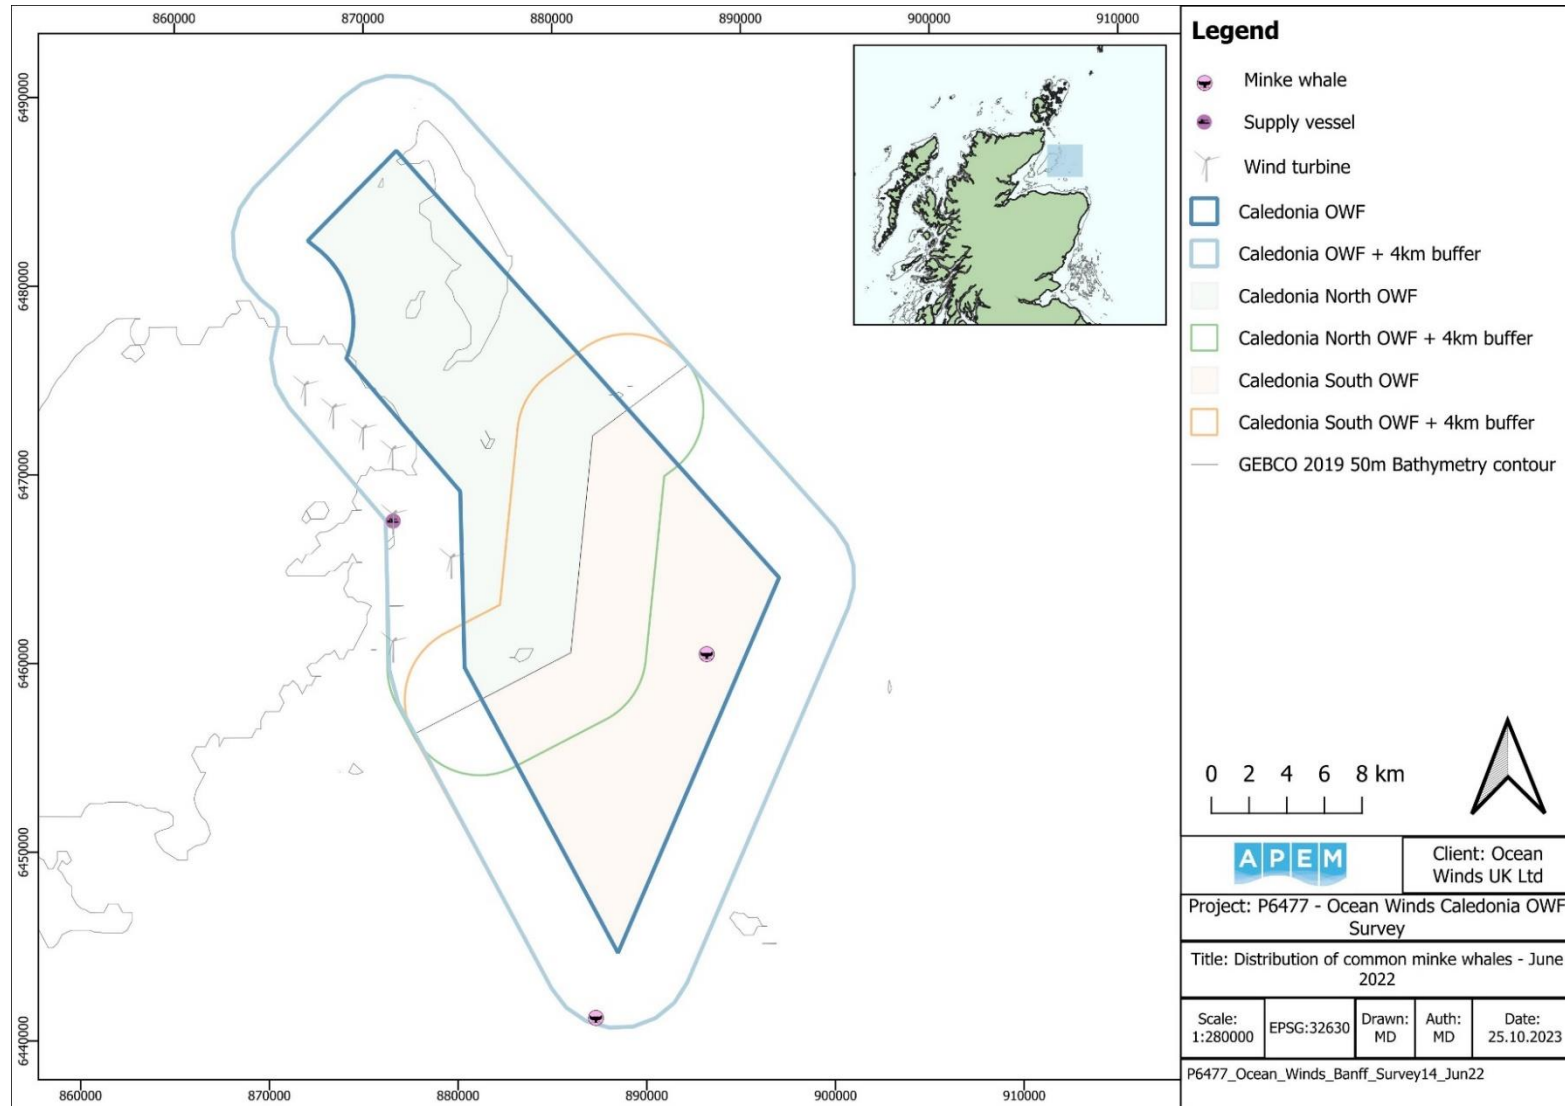 860000 870000 880000 890000 900000 910000
6490000
6480000
6470000
6460000
6450000
6440000
860000 870000 880000 890000 900000 910000
Legend
Minke whale
Supply vessel
Wind turbine
Caledonia OWF
Caledonia OWF + 4km buffer
Caledonia North OWF
Caledonia North OWF + 4km buffer
Caledonia South OWF
Caledonia South OWF + 4km buffer
GEBCO 2019 50m Bathymetry contour
0 2 4 6 8 km
APEM
Client: Ocean
Winds UK Ltd
Project: P6477 - Ocean Winds Caledonia OWF
Survey
Title: Distribution of common minke whales - June
2022
Scale:
1:280000
EPSG:32630
Drawn:
MD
Auth:
MD
Date:
25.10.2023
P6477_Ocean_Winds_Banff_Survey14_Jun22